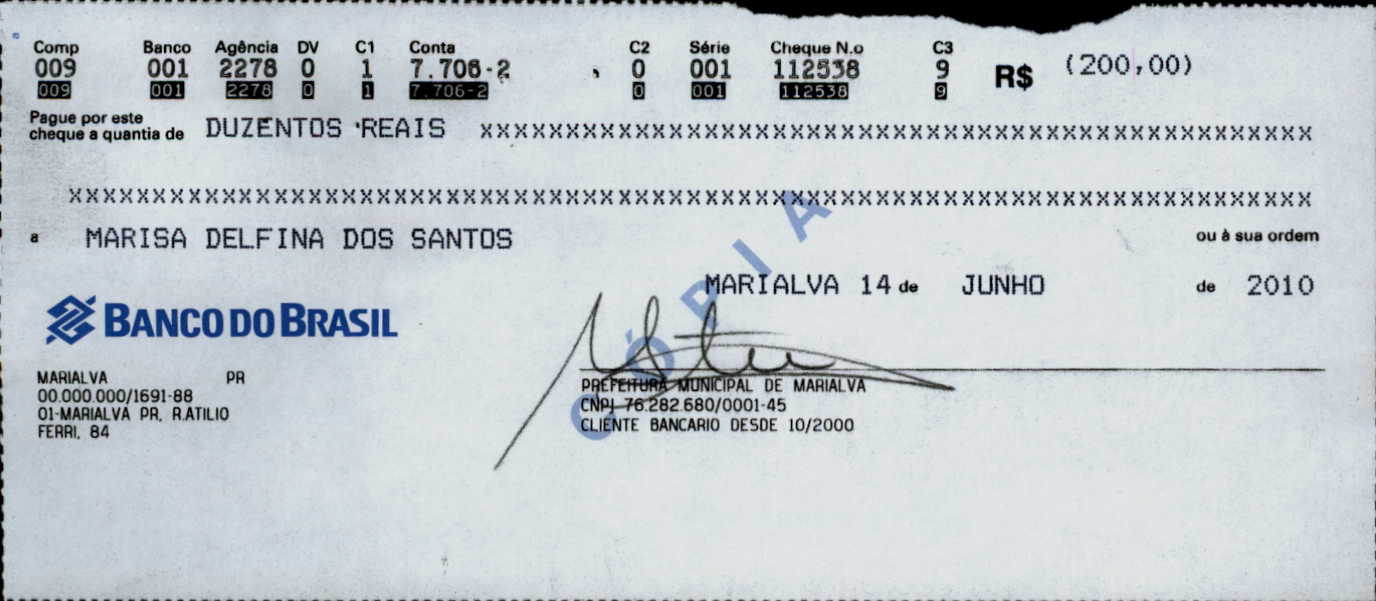 Comp Banco Agência DV C1 Conta C2 Série Cheque N.o C3
009 001 2278 0 1 7.706-2 0 001 112538 9 R$ (200,00)
009 001 2278 0 1 7.706-2 0 001 112538 9
Pague por este
cheque a quantia de DUZENTOS REAIS XXXXXXXXXXXXXXXXXXXXXXXXXXXXXXXXXXXXXXXXXXXXXXXXX
XXXXXXXXXXXXXXXXXXXXXXXXXXXXXXXXXXXXXXXXXXXXXXXXXXXXXXXXXXXXXXXXXXXXXXXXX
a MARISA DELFINA DOS SANTOS ou à sua ordem
MARIALVA 14 de JUNHO de 2010
CÓPIA
BANCO DO BRASIL
MARIALVA PR
00.000.000/1691-88
01-MARIALVA PR, R.ATILIO
FERRI, 84
PREFEITURA MUNICIPAL DE MARIALVA
CNPJ 76.282.680/0001-45
CLIENTE BANCARIO DESDE 10/2000